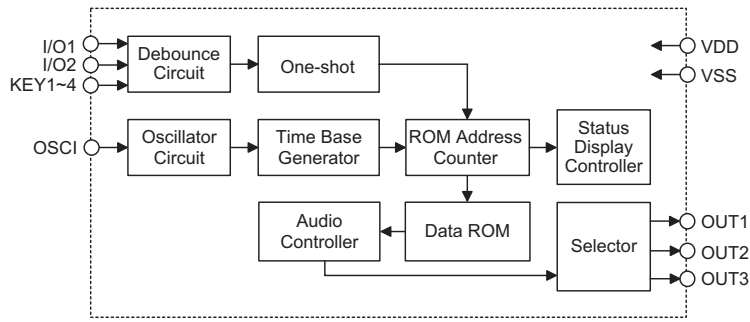 I/O1
I/O2
KEY1~4
OSCI
Debounce
Circuit
One-shot
VDD
VSS
Oscillator
Circuit
Time Base
Generator
ROM Address
Counter
Status
Display
Controller
Audio
Controller
Data ROM
Selector
OUT1
OUT2
OUT3